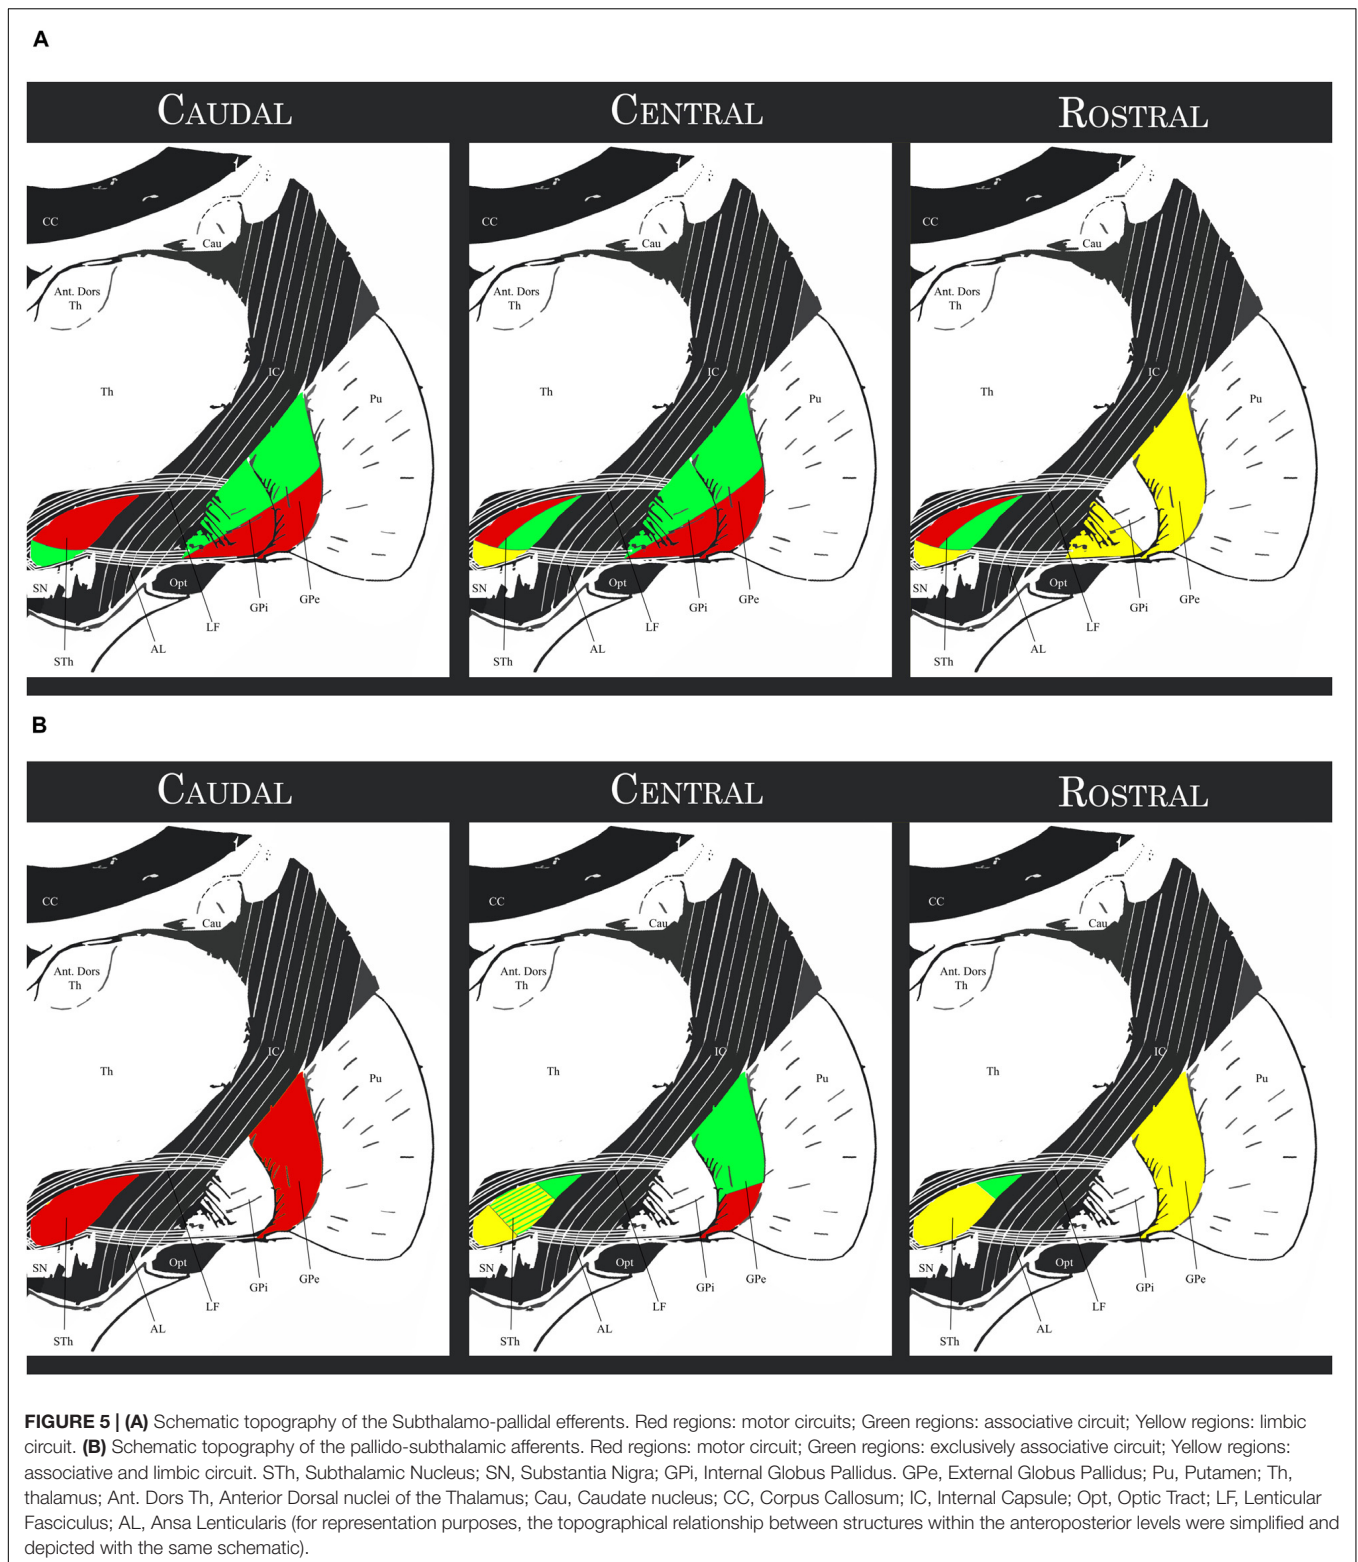 A
CAUDAL
CENTRAL
ROSTRAL
CC
Cau
Ant. Dors
Th
Th
IC
Pu
SN
Opt
GPi
GPe
LF
AL
STh
CC
Cau
Ant. Dors
Th
Th
IC
Pu
SN
Opt
GPi
GPe
LF
AL
STh
CC
Cau
Ant. Dors
Th
Th
IC
Pu
SN
Opt
GPi
GPe
LF
AL
STh
B
CAUDAL
CENTRAL
ROSTRAL
CC
Cau
Ant. Dors
Th
Th
IC
Pu
SN
Opt
GPi
GPe
LF
AL
STh
CC
Cau
Ant. Dors
Th
Th
IC
Pu
SN
Opt
GPi
GPe
LF
AL
STh
CC
Cau
Ant. Dors
Th
Th
IC
Pu
SN
Opt
GPi
GPe
LF
AL
STh
FIGURE 5 | (A) Schematic topography of the Subthalamo-pallidal efferents. Red regions: motor circuits; Green regions: associative circuit; Yellow regions: limbic
circuit. (B) Schematic topography of the pallido-subthalamic afferents. Red regions: motor circuit; Green regions: exclusively associative circuit; Yellow regions:
associative and limbic circuit. STh, Subthalamic Nucleus; SN, Substantia Nigra; GPi, Internal Globus Pallidus. GPe, External Globus Pallidus; Pu, Putamen; Th,
thalamus; Ant. Dors Th, Anterior Dorsal nuclei of the Thalamus; Cau, Caudate nucleus; CC, Corpus Callosum; IC, Internal Capsule; Opt, Optic Tract; LF, Lenticular
Fasciculus; AL, Ansa Lenticularis (for representation purposes, the topographical relationship between structures within the anteroposterior levels were simplified and
depicted with the same schematic).